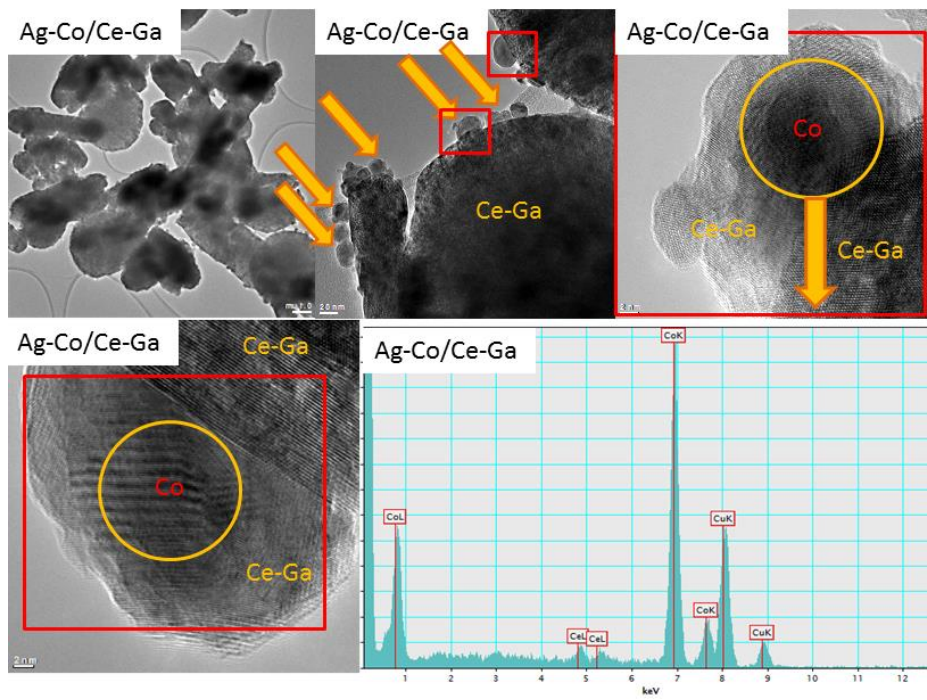 Ag-Co/Ce-Ga
Ag-Co/Ce-Ga
Ag-Co/Ce-Ga
Co
Ce-Ga
Ce-Ga
Ce-Ga
20 nm
2 nm
Ag-Co/Ce-Ga
Ce-Ga
Co
Ce-Ga
2 nm
Ag-Co/Ce-Ga
CoK
CoL
CuK
CoK
CeL
CeL
CuK
1 2 3 4 5 6 7 8 9 10 11 12
keV